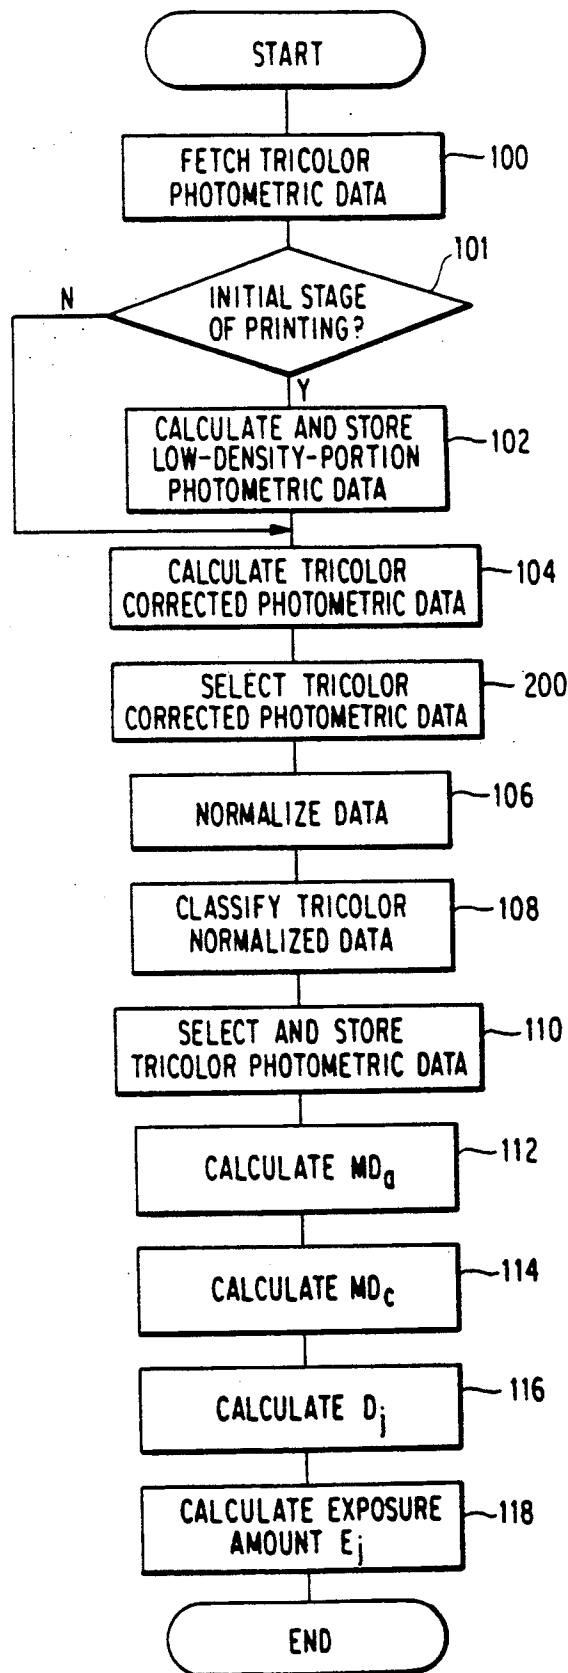 START
FETCH TRICOLOR
PHOTOMETRIC DATA
100
101
INITIAL STAGE
OF PRINTING?
N
Y
CALCULATE AND STORE
LOW-DENSITY-PORTION
PHOTOMETRIC DATA
102
CALCULATE TRICOLOR
CORRECTED PHOTOMETRIC DATA
104
SELECT TRICOLOR
CORRECTED PHOTOMETRIC DATA
200
NORMALIZE DATA
106
CLASSIFY TRICOLOR
NORMALIZED DATA
108
SELECT AND STORE
TRICOLOR PHOTOMETRIC DATA
110
CALCULATE MDa
112
CALCULATE MDc
114
CALCULATE Dj
116
CALCULATE EXPOSURE
AMOUNT Ej
118
END